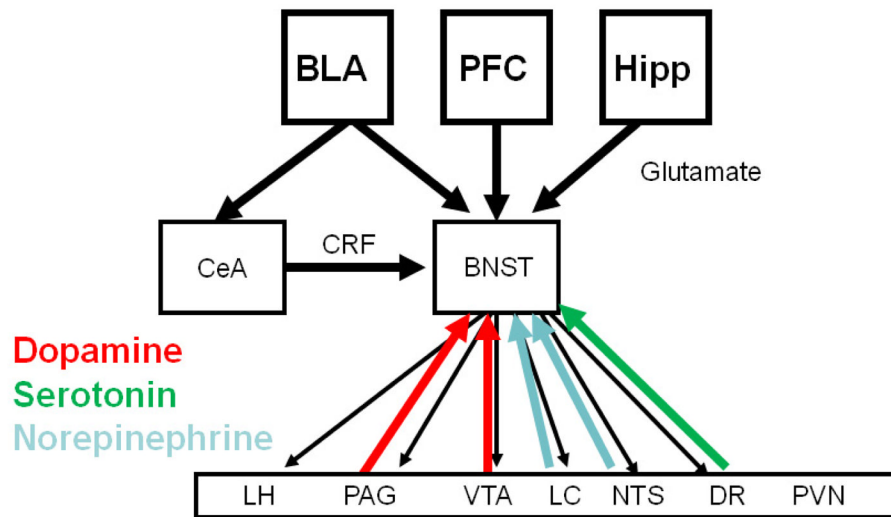 BLA PFC Hipp
Glutamate
CeA CRF BNST
Dopamine
Serotonin
Norepinephrine
LH PAG VTA LC NTS DR PVN